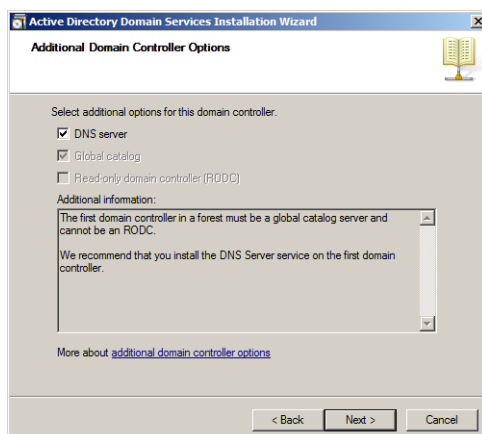 Active Directory Domain Services Installation Wizard
Additional Domain Controller Options
Select additional options for this domain controller.
DNS server
Global catalog
Read-only domain controller (RODC)
Additional information:
The first domain controller in a forest must be a global catalog server and
cannot be an RODC.
We recommend that you install the DNS Server service on the first domain
controller.
More about additional domain controller options
< Back Next > Cancel